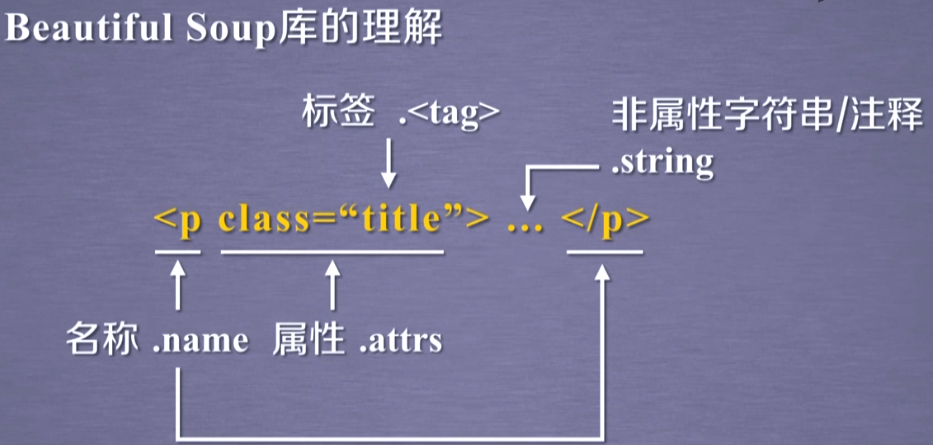 Beautiful Soup库的理解
标签 .<tag>
非属性字符串/注释
.string
<p class=“title”> … </p>
名称 .name 属性 .attrs